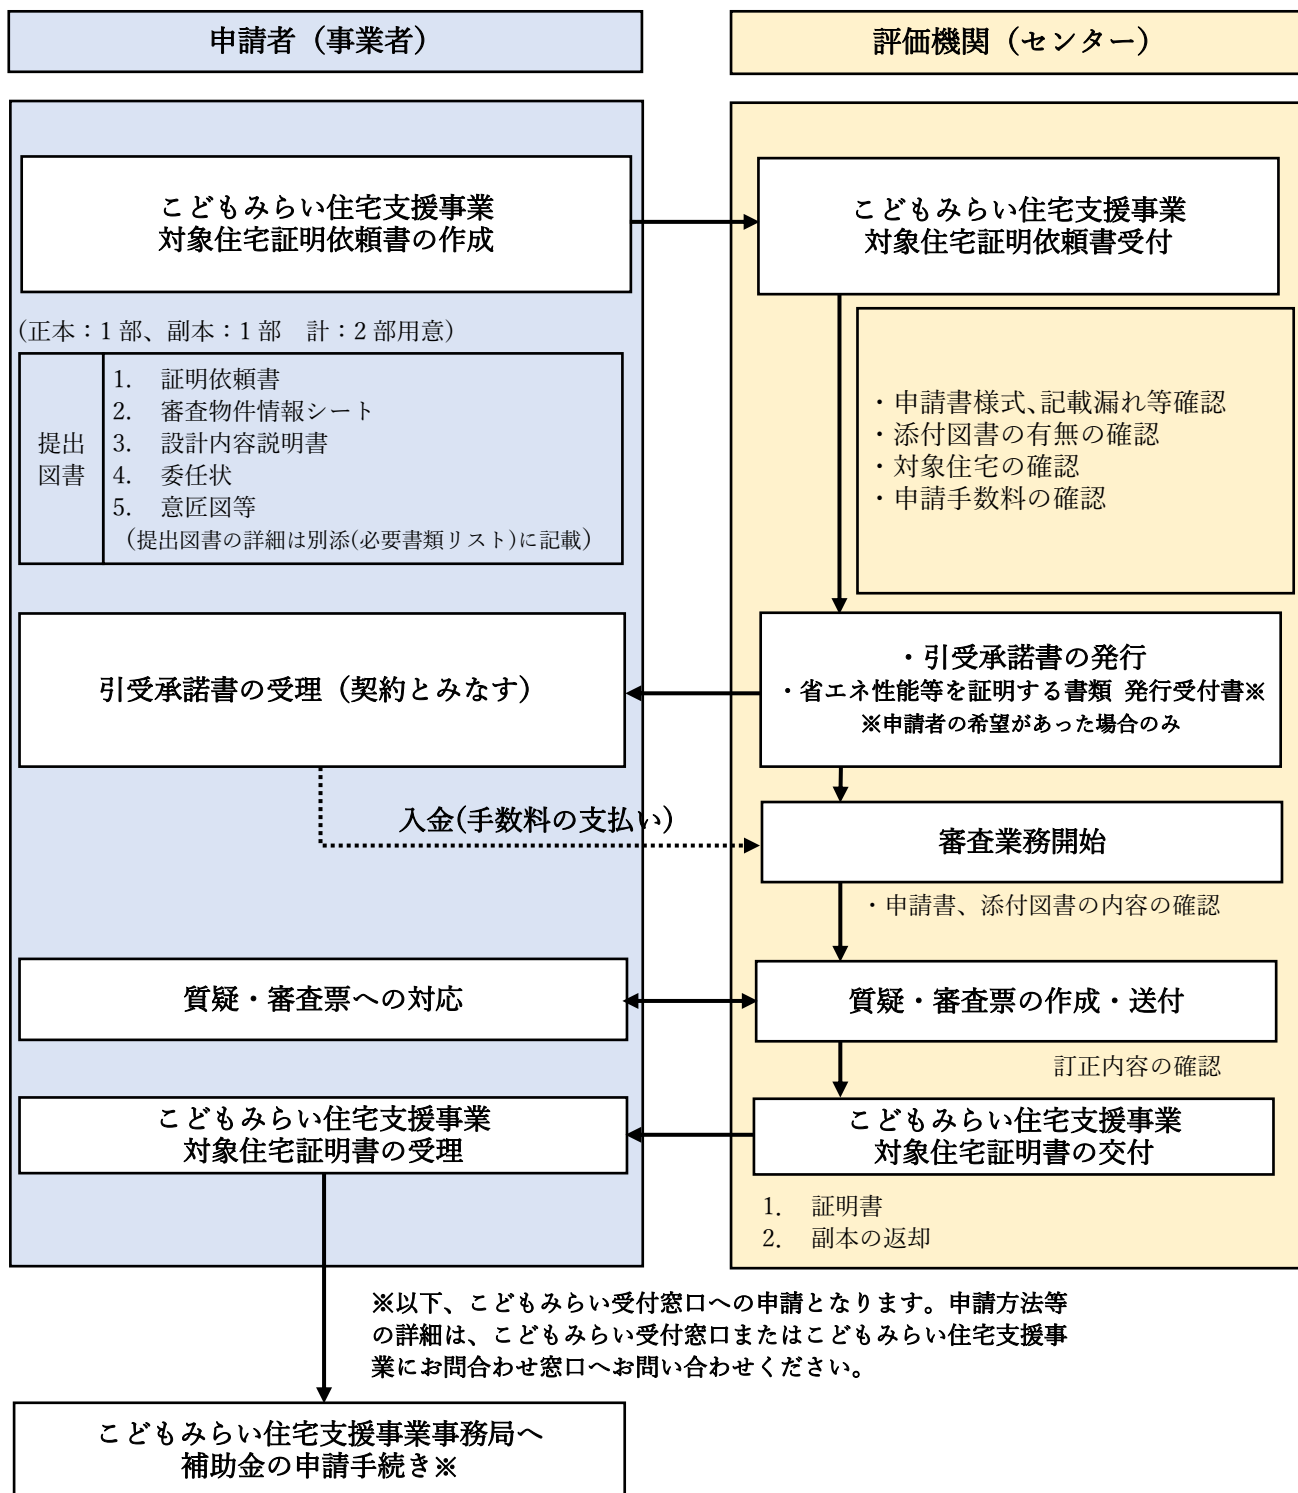 申請者（事業者）
評価機関（センター）
こどもみらい住宅支援事業
対象住宅証明依頼書の作成
こどもみらい住宅支援事業
対象住宅証明依頼書受付
(正本：1 部、副本：1 部　計：2 部用意)
提出
図書
1.　証明依頼書
2.　審査物件情報シート
3.　設計内容説明書
4.　委任状
5.　意匠図等
（提出図書の詳細は別添(必要書類リスト)に記載）
・申請書様式、記載漏れ等確認
・添付図書の有無の確認
・対象住宅の確認
・申請手数料の確認
引受承諾書の受理（契約とみなす）
・引受承諾書の発行
・省エネ性能等を証明する書類 発行受付書※
※申請者の希望があった場合のみ
入金(手数料の支払い)
審査業務開始
・申請書、添付図書の内容の確認
質疑・審査票への対応
質疑・審査票の作成・送付
訂正内容の確認
こどもみらい住宅支援事業
対象住宅証明書の受理
こどもみらい住宅支援事業
対象住宅証明書の交付
1.　証明書
2.　副本の返却
※以下、こどもみらい受付窓口への申請となります。申請方法等
の詳細は、こどもみらい受付窓口またはこどもみらい住宅支援事
業にお問合わせ窓口へお問い合わせください。
こどもみらい住宅支援事業事務局へ
補助金の申請手続き※